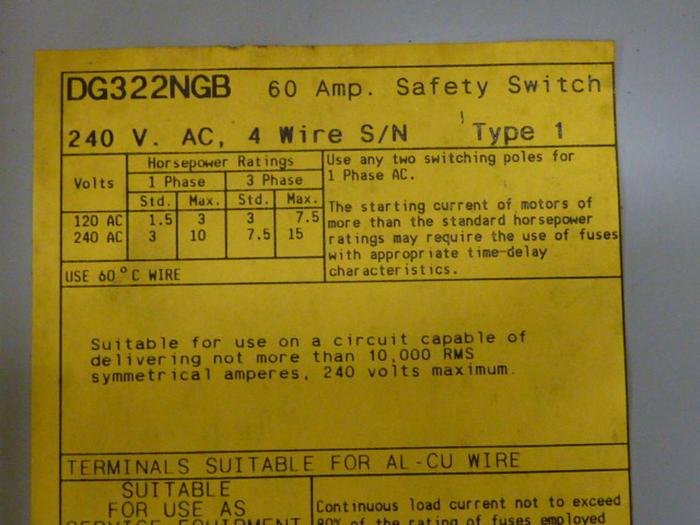 DG322NGB 60 Amp. Safety Switch
240 V. AC, 4 Wire S/N Type 1
Horsepower Ratings
Volts 1 Phase 3 Phase
Std. Max. Std. Max.
120 AC 1.5 3 3 7.5
240 AC 3 10 7.5 15
USE 60°C WIRE
Use any two switching poles for
1 Phase AC.
The starting current of motors of
more than the standard horsepower
ratings may require the use of fuses
with appropriate time-delay
characteristics.
Suitable for use on a circuit capable of
delivering not more than 10,000 RMS
symmetrical amperes, 240 volts maximum.
TERMINALS SUITABLE FOR AL-CU WIRE
SUITABLE
FOR USE AS
SERVICE EQUIPMENT
Continuous load current not to exceed
80% of the rating of fuses employed